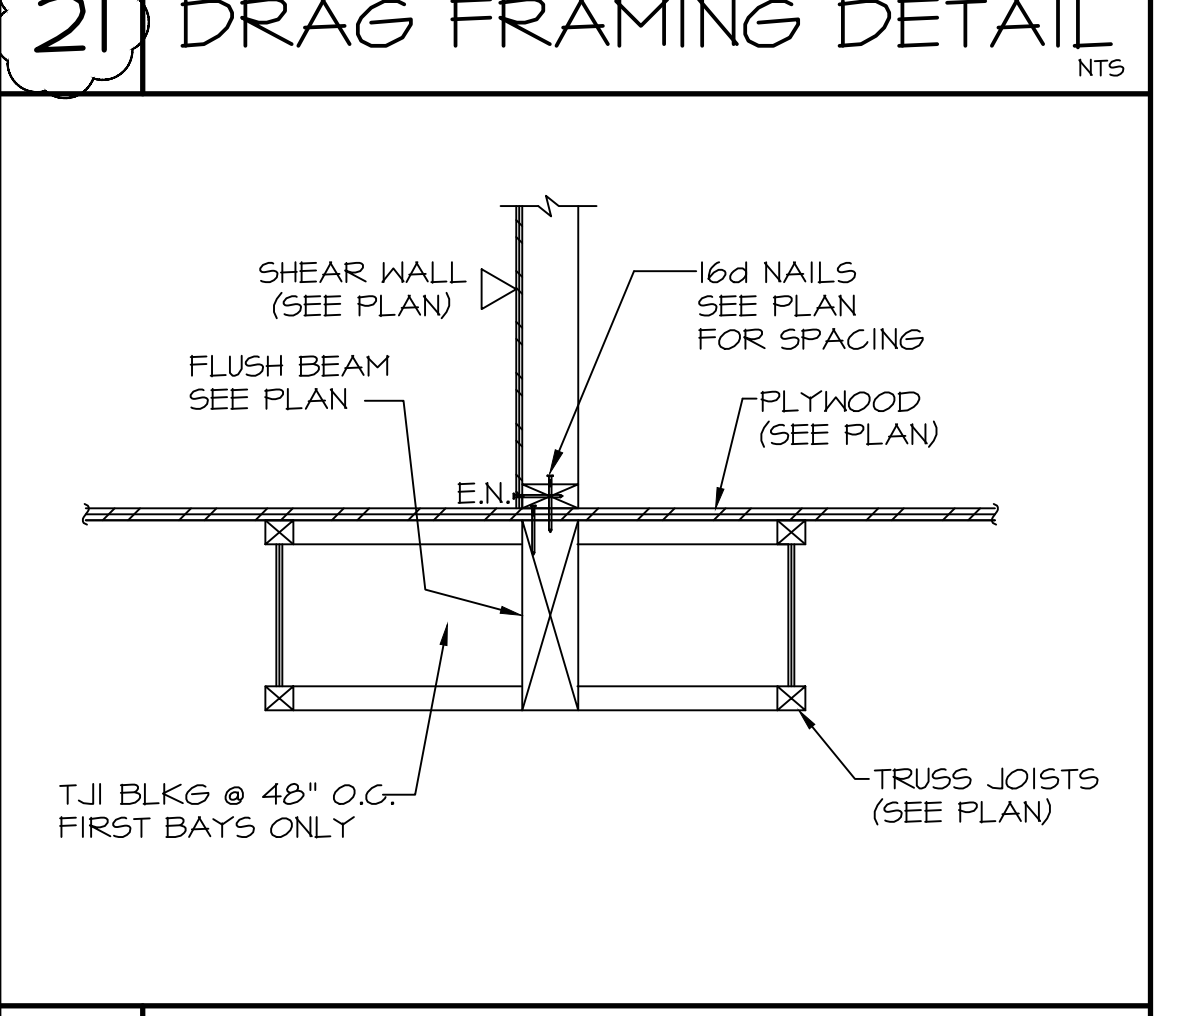 21 DRAG FRAMING DETAIL
NTS
SHEAR WALL
(SEE PLAN)
16d NAILS
SEE PLAN
FOR SPACING
FLUSH BEAM
SEE PLAN
PLYWOOD
(SEE PLAN)
E.N.
TJI BLKG @ 48" O.C.
FIRST BAYS ONLY
TRUSS JOISTS
(SEE PLAN)